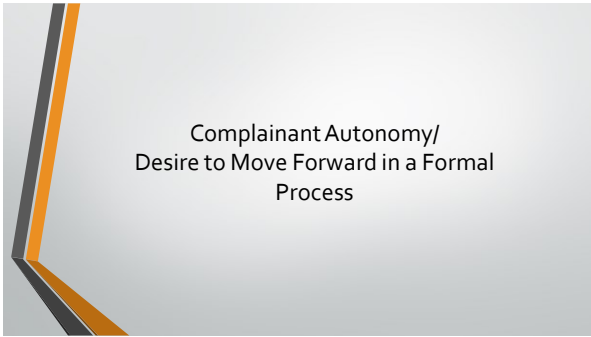 Complainant Autonomy/
Desire to Move Forward in a Formal
Process